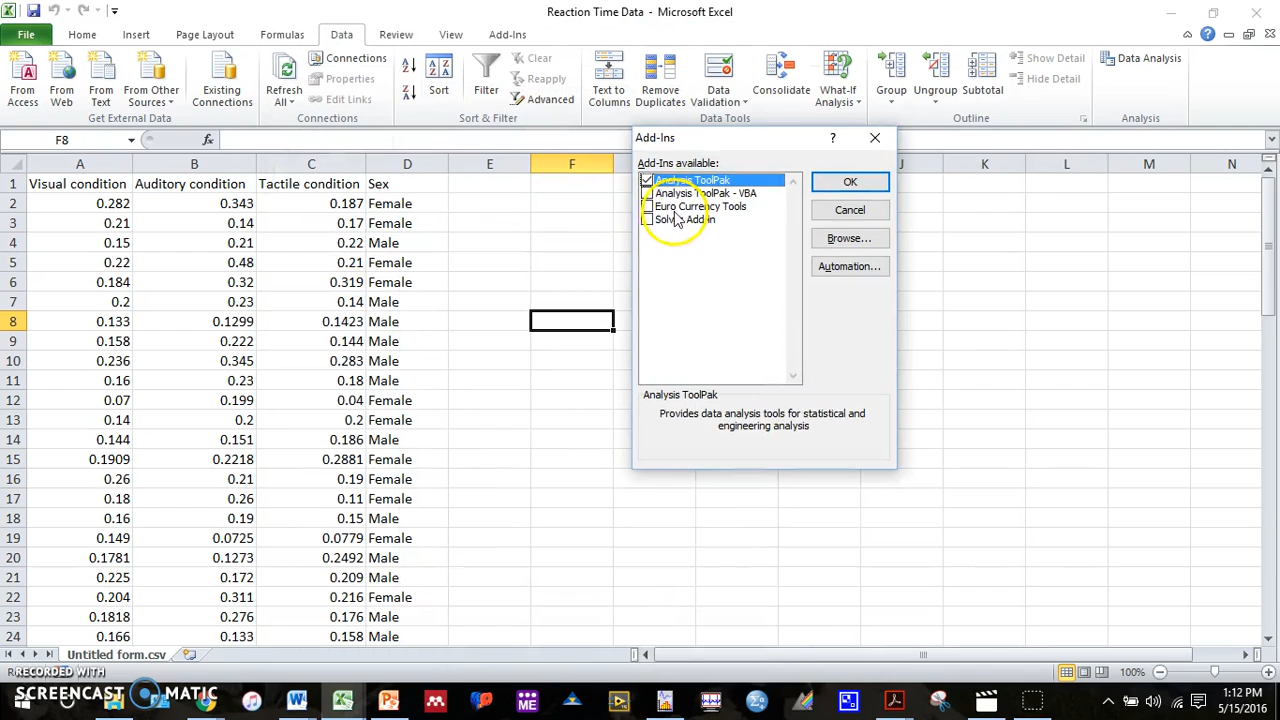 Reaction Time Data - Microsoft Excel
File Home Insert Page Layout Formulas Data Review View Add-Ins
From Access From Web From Text From Other Sources Existing Connections Refresh All Connections Properties Edit Links Sort Filter Clear Reapply Advanced Text to Columns Remove Duplicates Data Validation Consolidate What-If Analysis Group Ungroup Subtotal Show Detail Hide Detail Data Analysis
Get External Data Connections Sort & Filter Data Tools Outline Analysis
F8 fx
Add-Ins ?
Add-Ins available:
Analysis ToolPak
Analysis ToolPak - VBA
Euro Currency Tools
OK
Cancel
Browse...
Automation...
Analysis ToolPak
Provides data analysis tools for statistical and
engineering analysis
A B C D E F J K L M N
1 Visual condition Auditory condition Tactile condition Sex
2 0.282 0.343 0.187 Female
3 0.21 0.14 0.17 Female
4 0.15 0.21 0.22 Male
5 0.22 0.48 0.21 Female
6 0.184 0.32 0.319 Female
7 0.2 0.23 0.14 Male
8 0.133 0.1299 0.1423 Male
9 0.158 0.222 0.144 Male
10 0.236 0.345 0.283 Male
11 0.16 0.23 0.18 Male
12 0.07 0.199 0.04 Female
13 0.14 0.2 0.2 Female
14 0.144 0.151 0.186 Male
15 0.1909 0.2218 0.2881 Female
16 0.26 0.21 0.19 Female
17 0.18 0.26 0.11 Female
18 0.16 0.19 0.15 Male
19 0.149 0.0725 0.0779 Female
20 0.1781 0.1273 0.2492 Male
21 0.225 0.172 0.209 Male
22 0.204 0.311 0.216 Female
23 0.1818 0.276 0.176 Male
24 0.166 0.133 0.158 Male
Untitled form.csv
100%
RECORDED WITH
SCREENCAST MATIC
ME
1:12 PM
5/15/2016